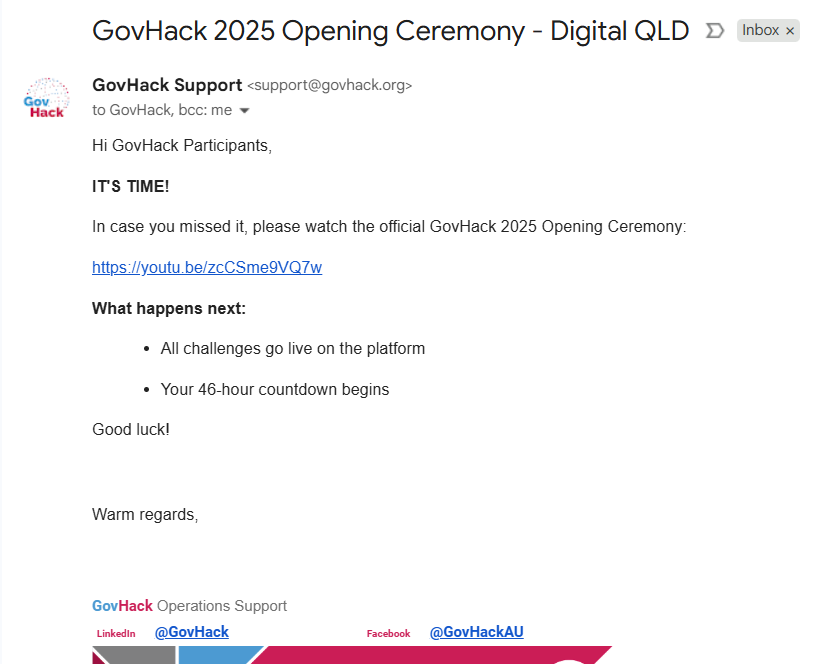 GovHack 2025 Opening Ceremony - Digital QLD Inbox ×
GovHack Support <support@govhack.org>
Gov
Hack
to GovHack, bcc: me
Hi GovHack Participants,
IT'S TIME!
In case you missed it, please watch the official GovHack 2025 Opening Ceremony:
https://youtu.be/zcCSme9VQ7w
What happens next:
• All challenges go live on the platform
• Your 46-hour countdown begins
Good luck!
Warm regards,
GovHack Operations Support
LinkedIn @GovHack Facebook @GovHackAU